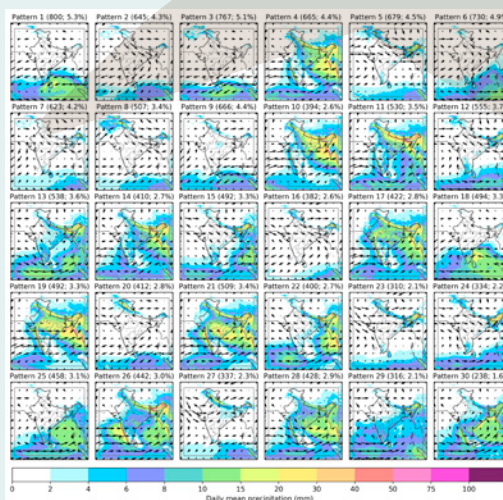 Pattern 1 (800; 5.3%) Pattern 2 (645; 4.3%) Pattern 3 (767; 5.1%) Pattern 4 (665; 4.4%) Pattern 5 (679; 4.5%) Pattern 6 (730; 4.9%
Pattern 7 (623; 4.2%) Pattern 8 (507; 3.4%) Pattern 9 (666; 4.4%) Pattern 10 (394; 2.6%) Pattern 11 (530; 3.5%) Pattern 12 (555; 3.7
Pattern 13 (538; 3.6%) Pattern 14 (410; 2.7%) Pattern 15 (492; 3.3%) Pattern 16 (382; 2.6%) Pattern 17 (422; 2.8%) Pattern 18 (494; 3.3
Pattern 19 (492; 3.3%) Pattern 20 (412; 2.8%) Pattern 21 (509; 3.4%) Pattern 22 (400; 2.7%) Pattern 23 (310; 2.1%) Pattern 24 (334; 2.2
Pattern 25 (458; 3.1%) Pattern 26 (442; 3.0%) Pattern 27 (337; 2.3%) Pattern 28 (428; 2.9%) Pattern 29 (316; 2.1%) Pattern 30 (238; 1.6
0 2 4 6 8 10 15 20 30 40 50 75 100
Daily mean precipitation (mm)